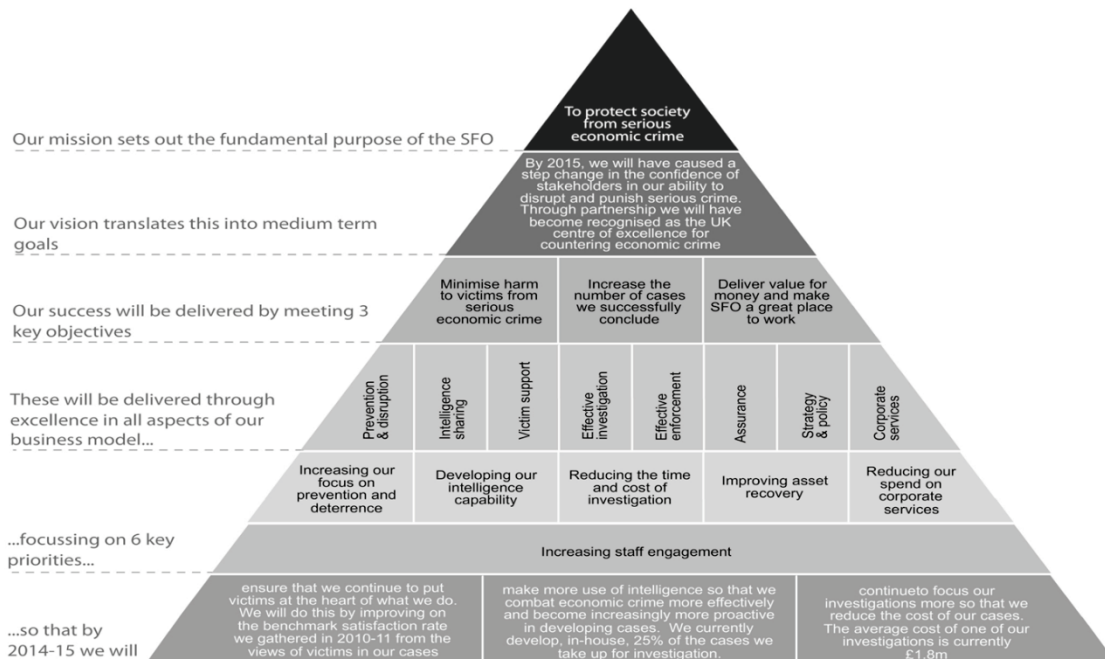 To protect society
from serious
economic crime
Our mission sets out the fundamental purpose of the SFO
By 2015, we will have caused a
step change in the confidence of
stakeholders in our ability to
disrupt and punish serious crime.
Through partnership we will have
become recognised as the UK
centre of excellence for
countering economic crime
Our vision translates this into medium term
goals
Minimise harm
to victims from
serious
economic crime
Increase the
number of cases
we successfully
conclude
Deliver value for
money and make
SFO a great place
to work
Our success will be delivered by meeting 3
key objectives
Prevention
& disruption
Intelligence
sharing
Victim support
Effective
investigation
Effective
enforcement
Assurance
Strategy
& policy
Corporate
services
These will be delivered through
excellence in all aspects of our
business model...
Increasing our
focus on
prevention and
deterrence
Developing our
intelligence
capability
Reducing the time
and cost of
investigation
Improving asset
recovery
Reducing our
spend on
corporate
services
...focussing on 6 key
priorities...
Increasing staff engagement
ensure that we continue to put
victims at the heart of what we do.
We will do this by improving on
the benchmark satisfaction rate
we gathered in 2010-11 from the
views of victims in our cases
make more use of intelligence so that we
combat economic crime more effectively
and become increasingly more proactive
in developing cases. We currently
develop, in-house, 25% of the cases we
take up for investigation.
continueto focus our
investigations more so that we
reduce the cost of our cases.
The average cost of one of our
investigations is currently
£1.8m
...so that by
2014-15 we will